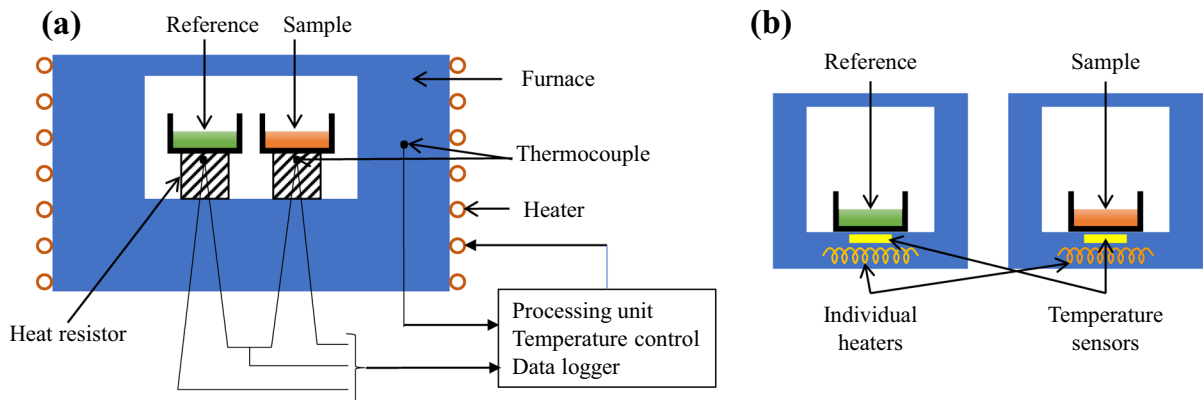 (a)
Reference
Sample
Furnace
Thermocouple
Heater
Heat resistor
Processing unit
Temperature control
Data logger
(b)
Reference
Sample
Individual
heaters
Temperature
sensors